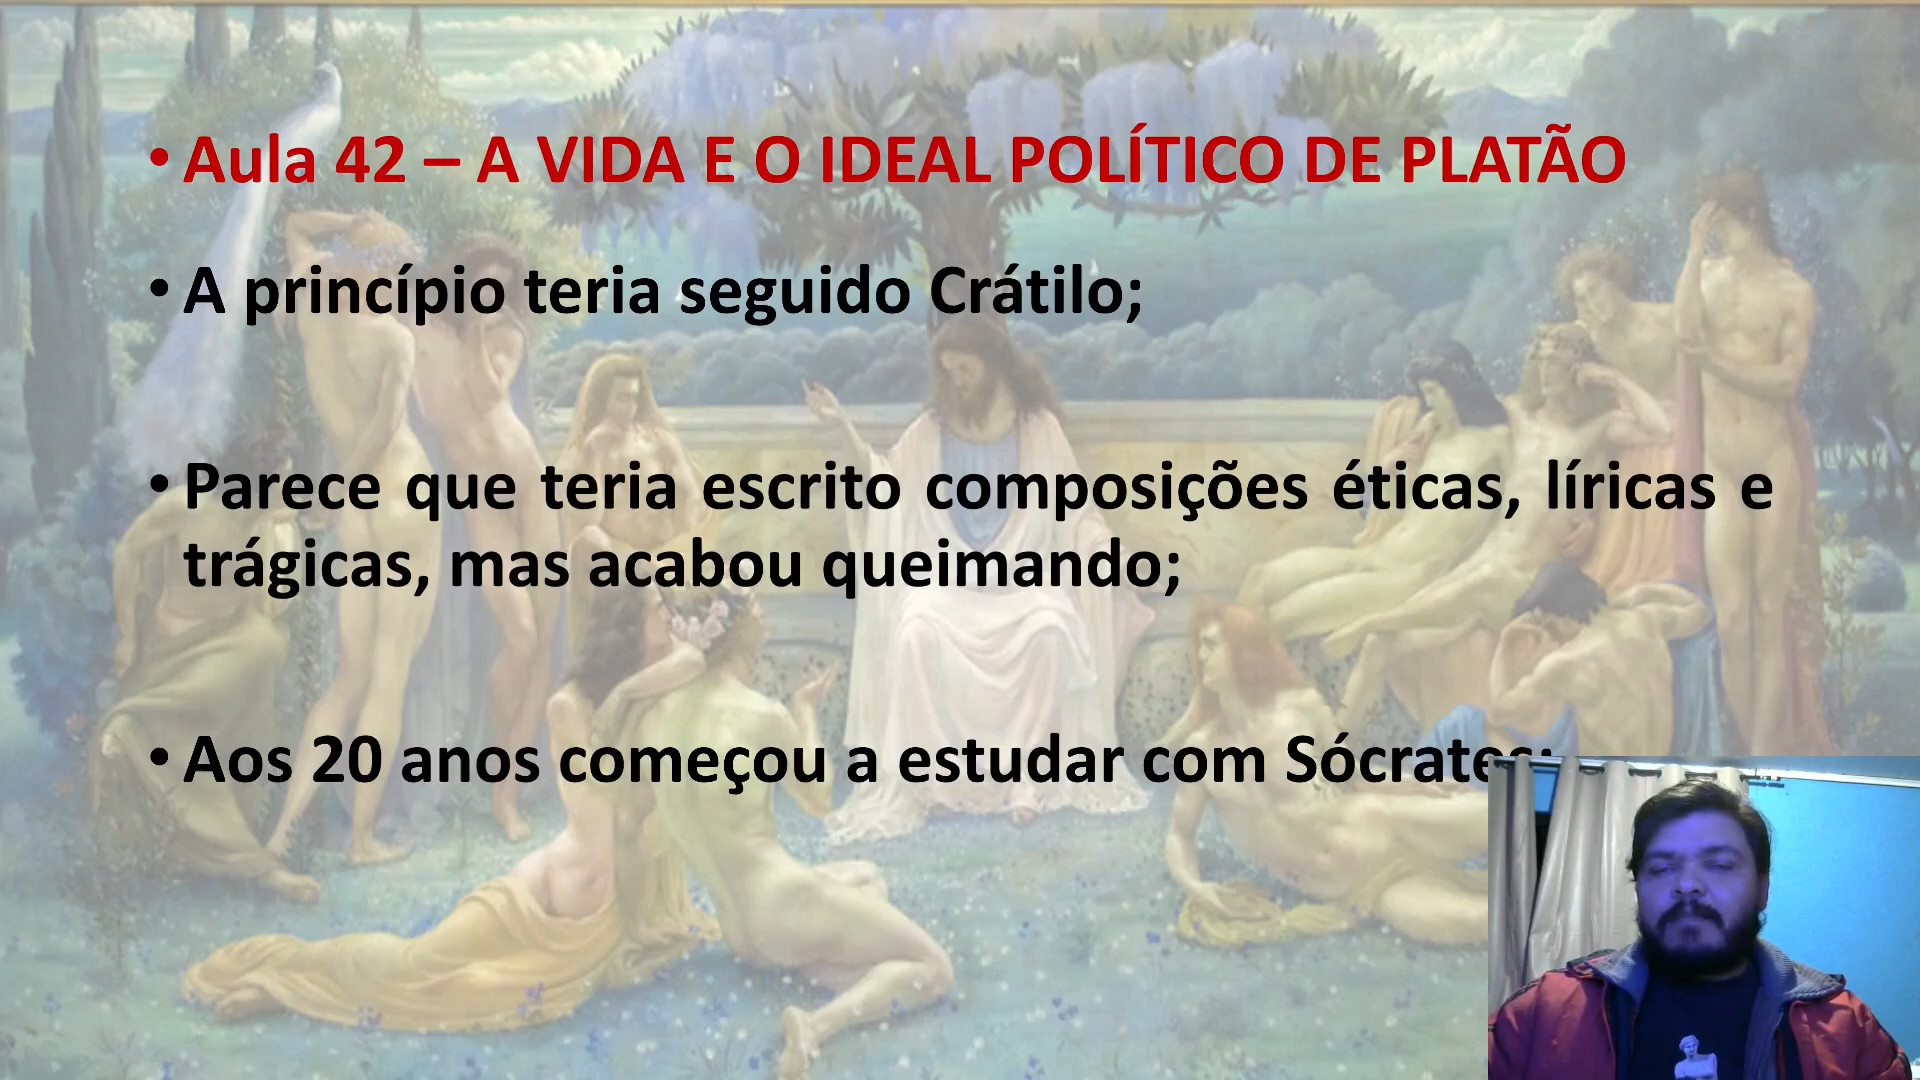 • Aula 42 – A VIDA E O IDEAL POLÍTICO DE PLATÃO
• A princípio teria seguido Crátilo;
• Parece que teria escrito composições éticas, líricas e
trágicas, mas acabou queimando;
• Aos 20 anos começou a estudar com Sócrates;